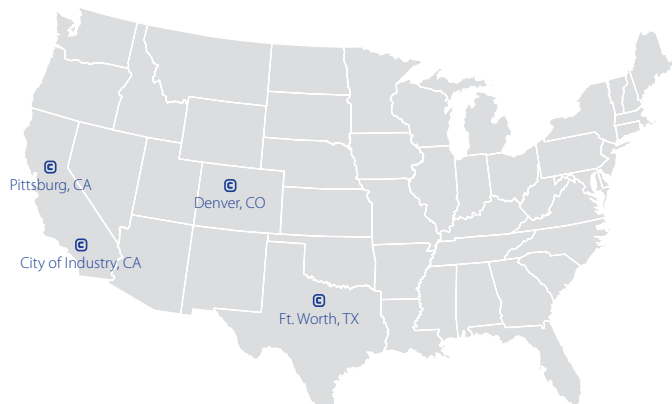 Pittsburg, CA
Denver, CO
City of Industry, CA
Ft. Worth, TX